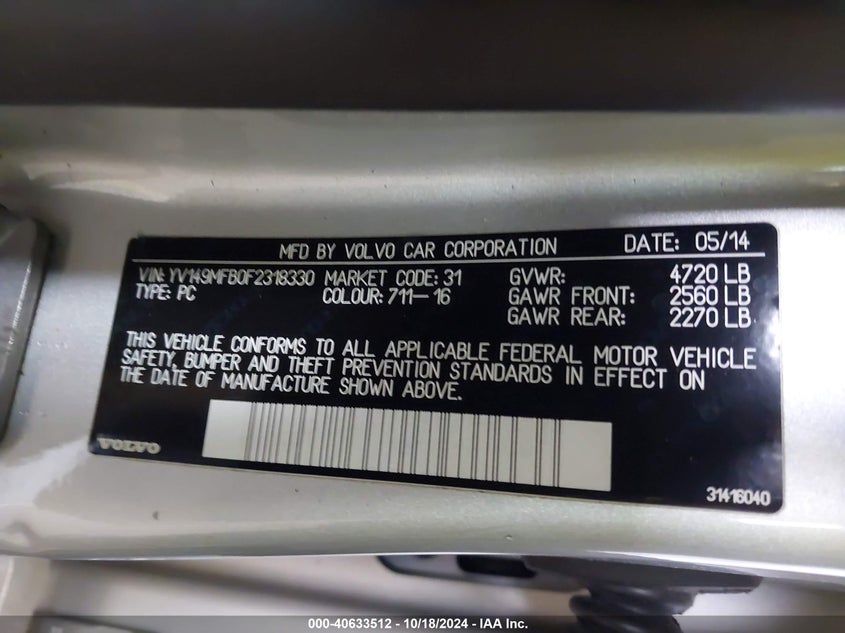 MFD BY VOLVO CAR CORPORATION DATE: 05/14
VIN: YV149MFB0F2318330 MARKET CODE: 31 GVWR: 4720 LB
TYPE: PC COLOUR: 711-16 GAWR FRONT: 2560 LB
GAWR REAR: 2270 LB
THIS VEHICLE CONFORMS TO ALL APPLICABLE FEDERAL MOTOR VEHICLE
SAFETY, BUMPER AND THEFT PREVENTION STANDARDS IN EFFECT ON
THE DATE OF MANUFACTURE SHOWN ABOVE.
VOLVO
31416040
000-40633512 - 10/18/2024 - IAA Inc.